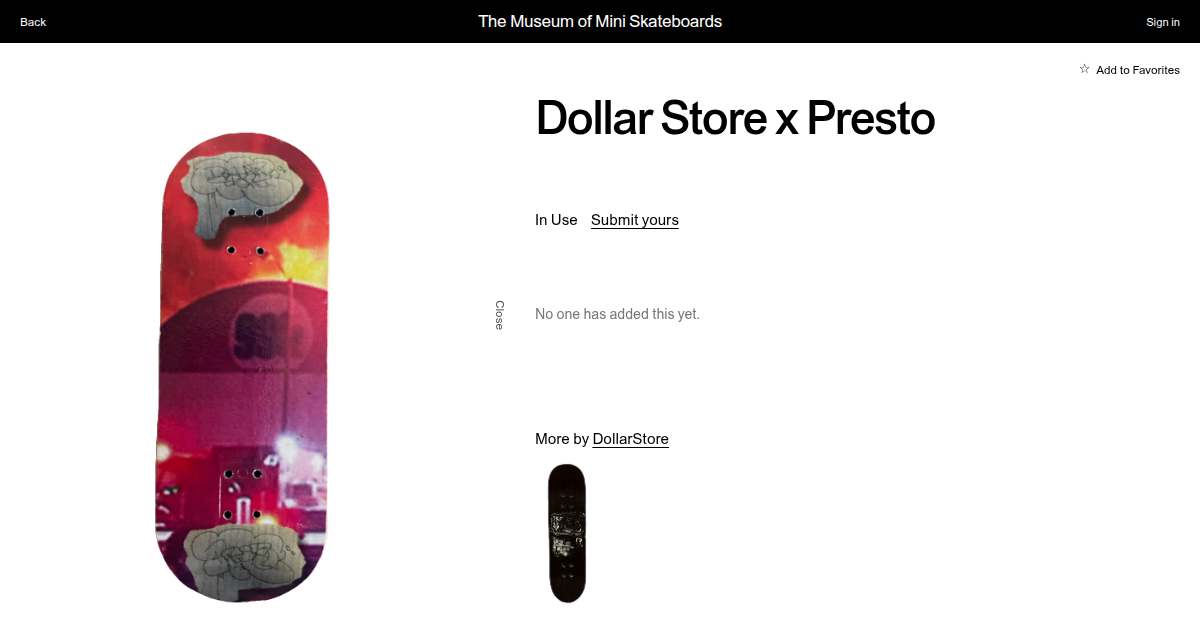 Back
The Museum of Mini Skateboards
Sign in
☆ Add to Favorites
Dollar Store x Presto
In Use Submit yours
Close
No one has added this yet.
More by DollarStore